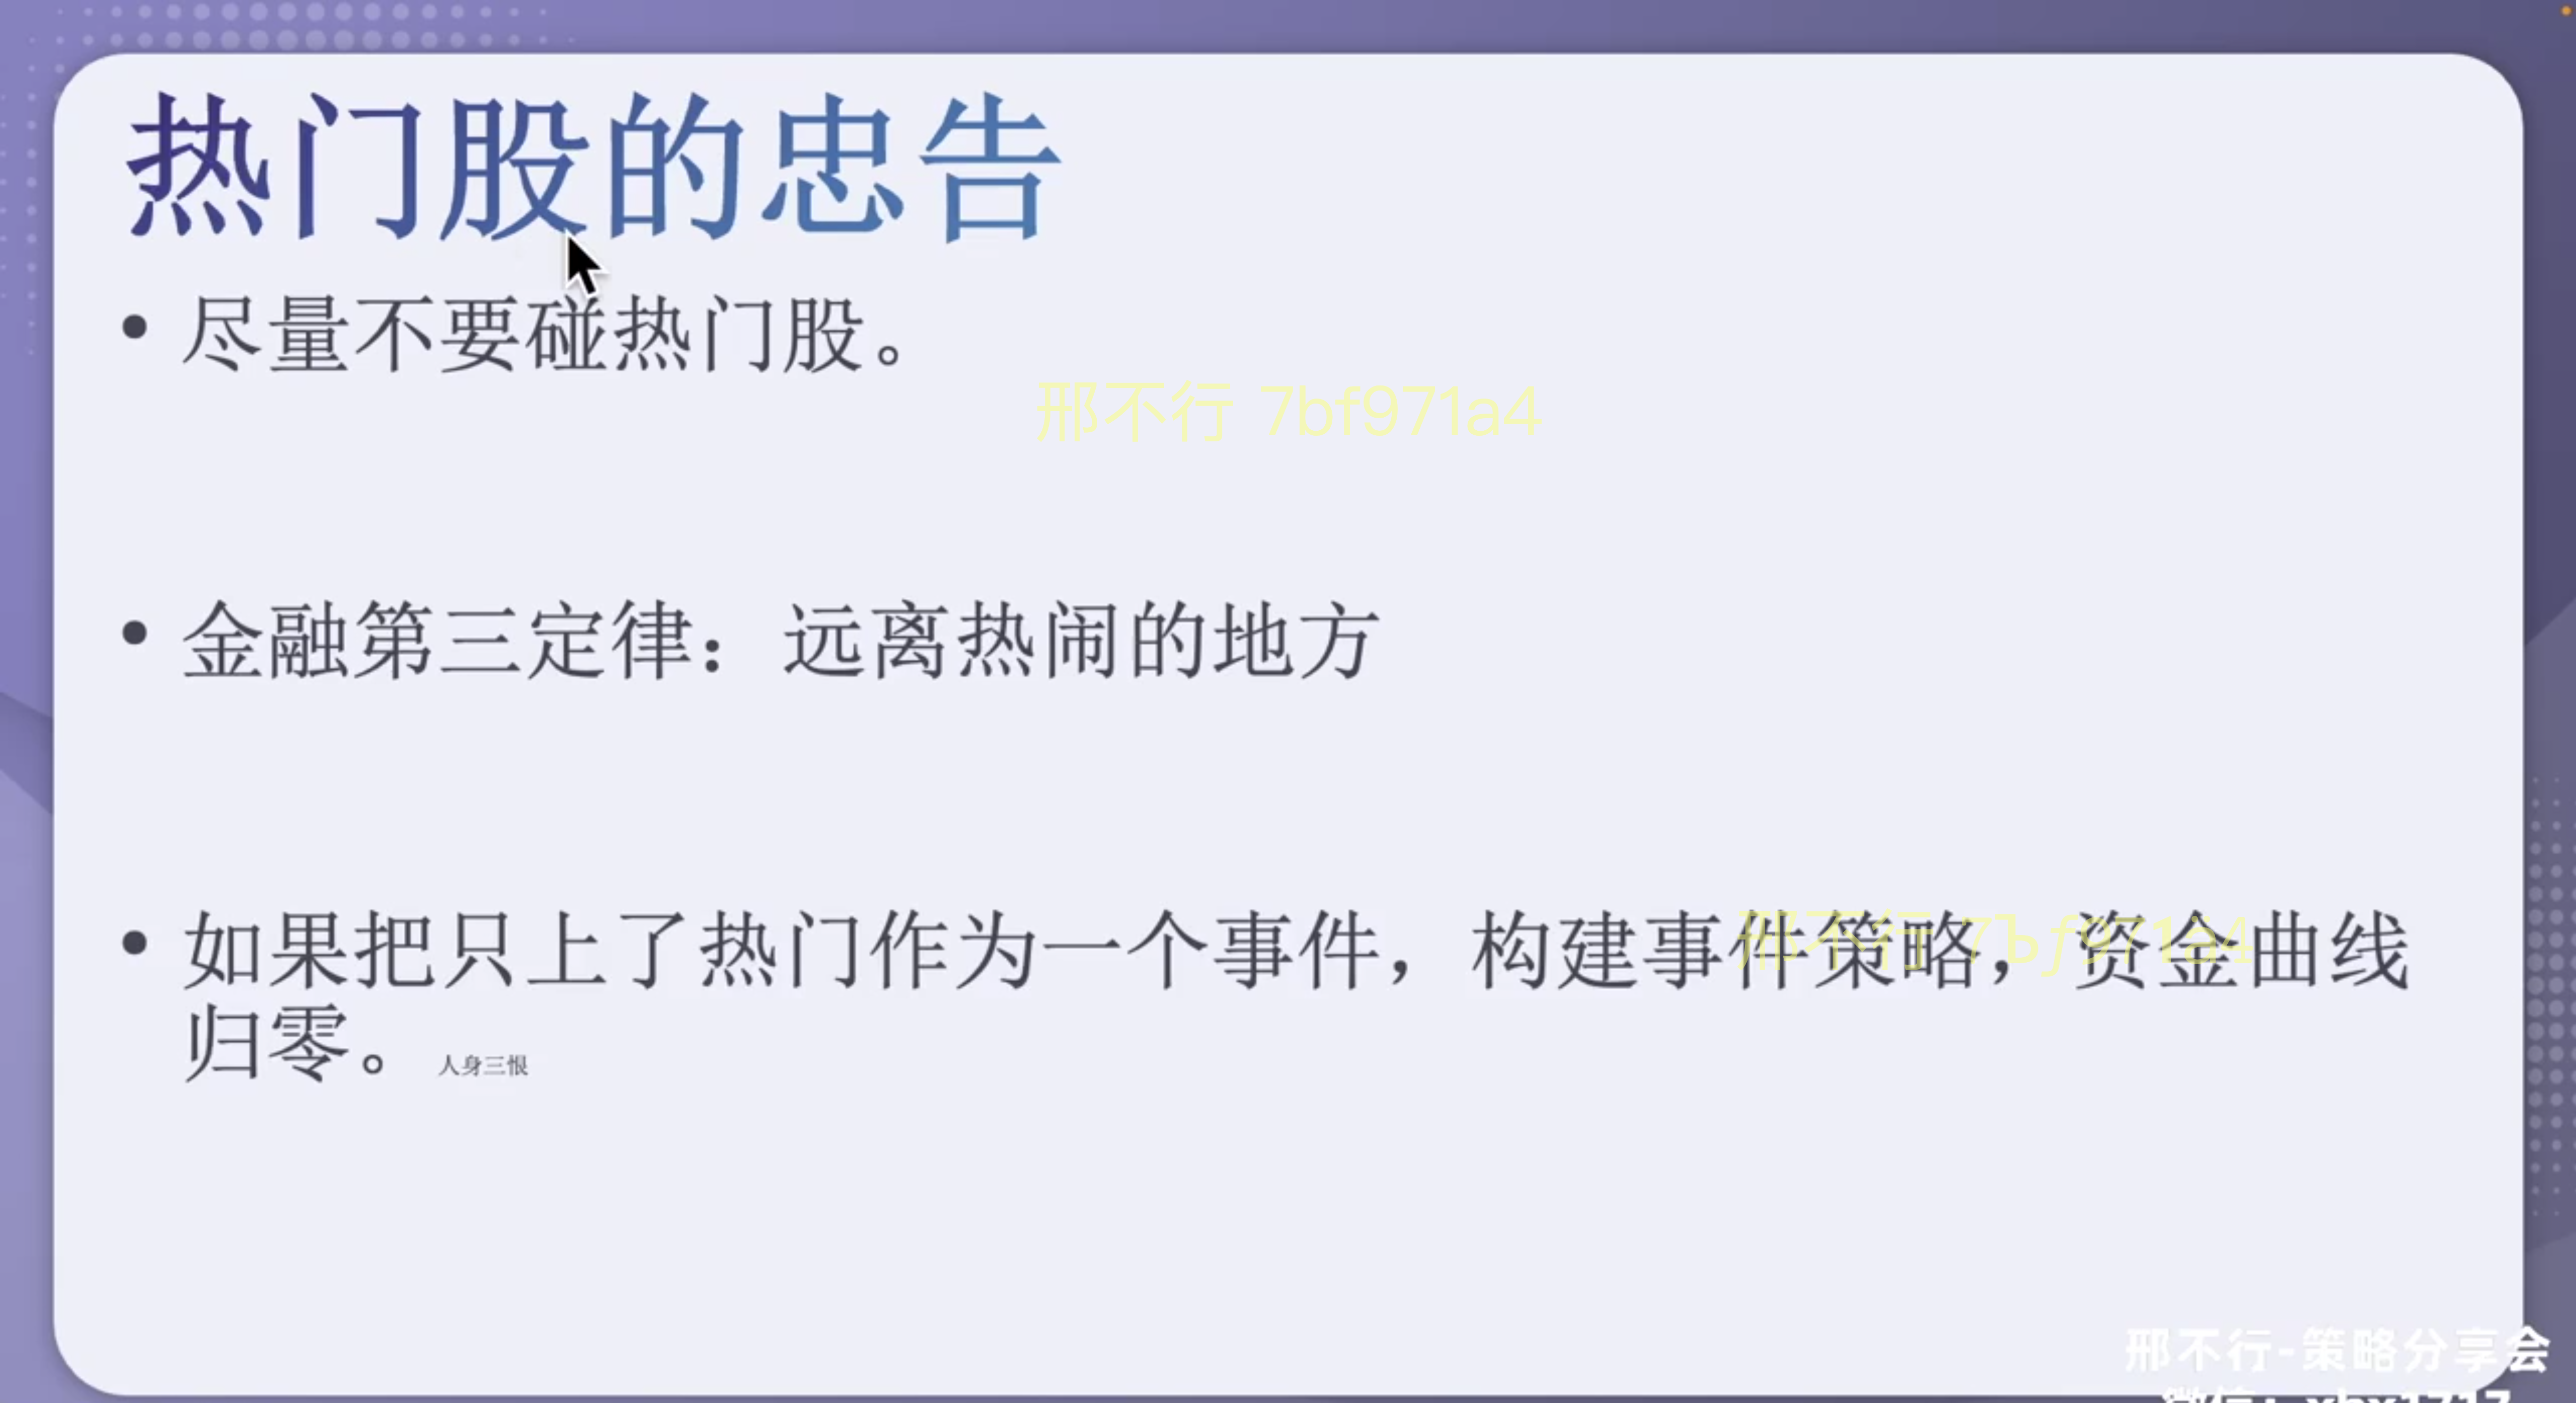 热门股的忠告
• 尽量不要碰热门股。
邢不行 7bf971a4
• 金融第三定律：远离热闹的地方
• 如果把只上了热门作为一个事件，构建事件策略，资金曲线
归零。 人身三恨
邢不行 7bf971a4
邢不行-策略分享会
微信：xbx1717